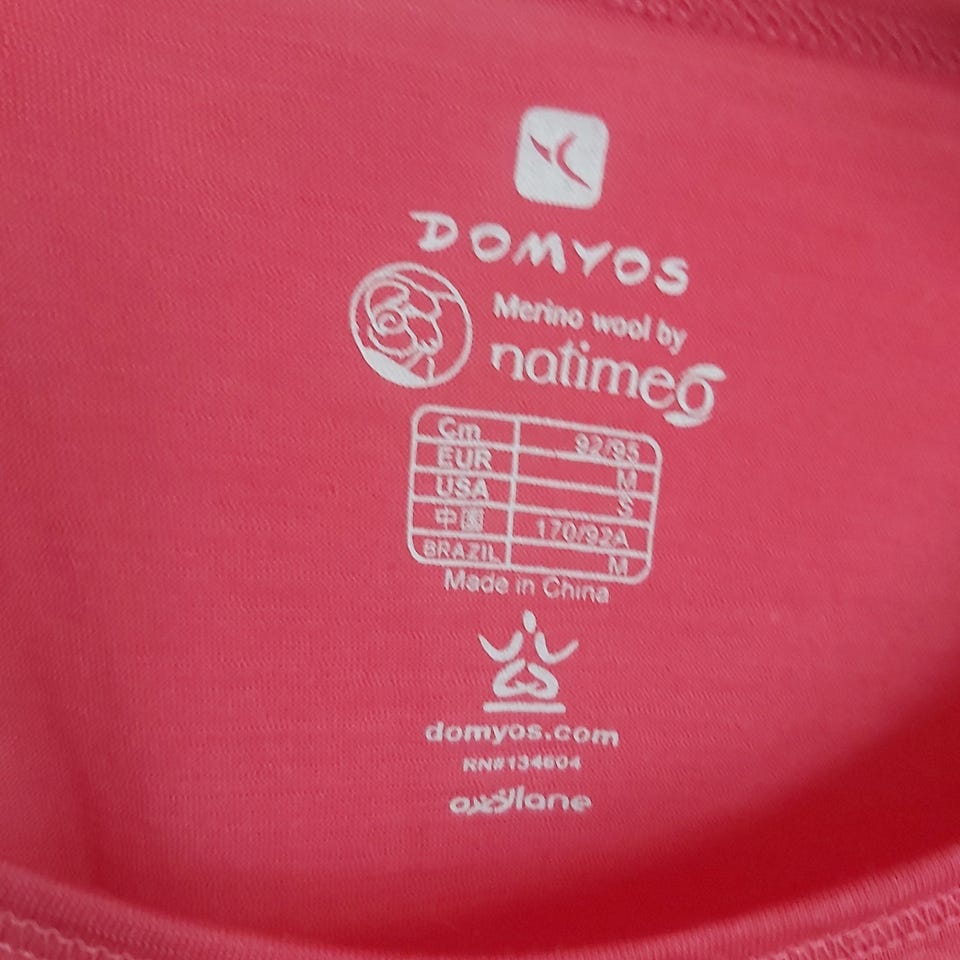 DOMYOS
Merino wool by
natimeo
Cm 92/95
EUR M
USA S
中国 170/92A
BRAZIL M
Made in China
domyos.com
RN#134604
oxylane